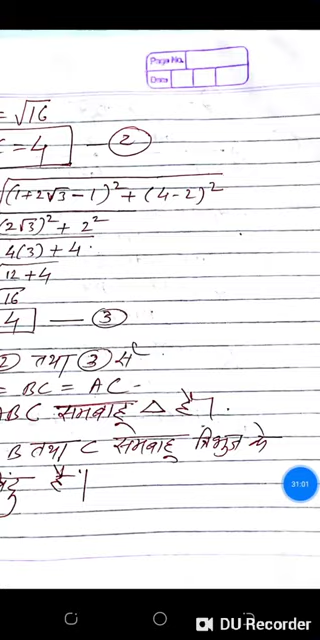 Page No.
Date
= √16
= 4 — ②
√(1+2√3-1)² + (4-2)²
(2√3)² + 2²
4(3) + 4
12 + 4
√16
4 — ③
② तथा ③ से
= BC = AC
ABC समबाहु △ है।
B तथा C समबाहु त्रिभुज के
है।
31:01
DU Recorder